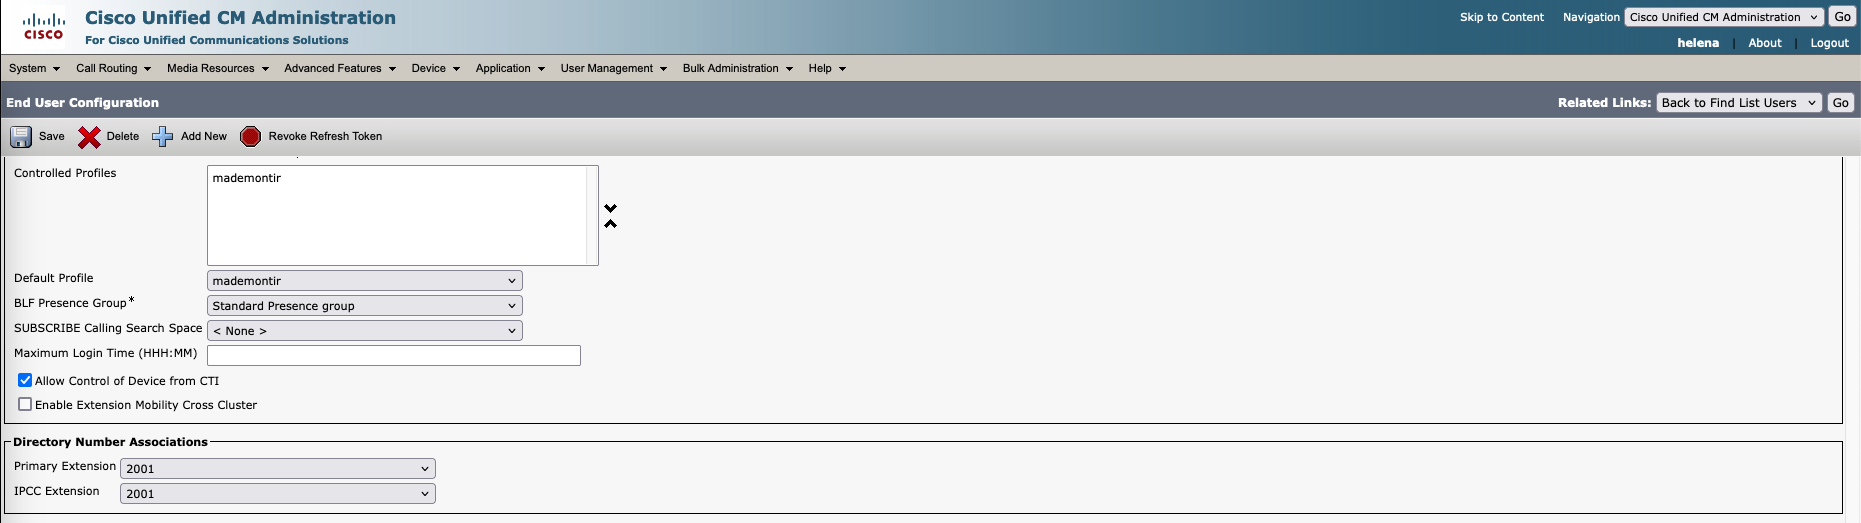 CISCO
Cisco Unified CM Administration
For Cisco Unified Communications Solutions
Skip to Content Navigation Cisco Unified CM Administration Go
helena | About | Logout
System Call Routing Media Resources Advanced Features Device Application User Management Bulk Administration Help
End User Configuration Related Links: Back to Find List Users Go
Save Delete Add New Revoke Refresh Token
Controlled Profiles mademontir
Default Profile mademontir
BLF Presence Group* Standard Presence group
SUBSCRIBE Calling Search Space < None >
Maximum Login Time (HHH:MM)
Allow Control of Device from CTI
Enable Extension Mobility Cross Cluster
Directory Number Associations
Primary Extension 2001
IPCC Extension 2001